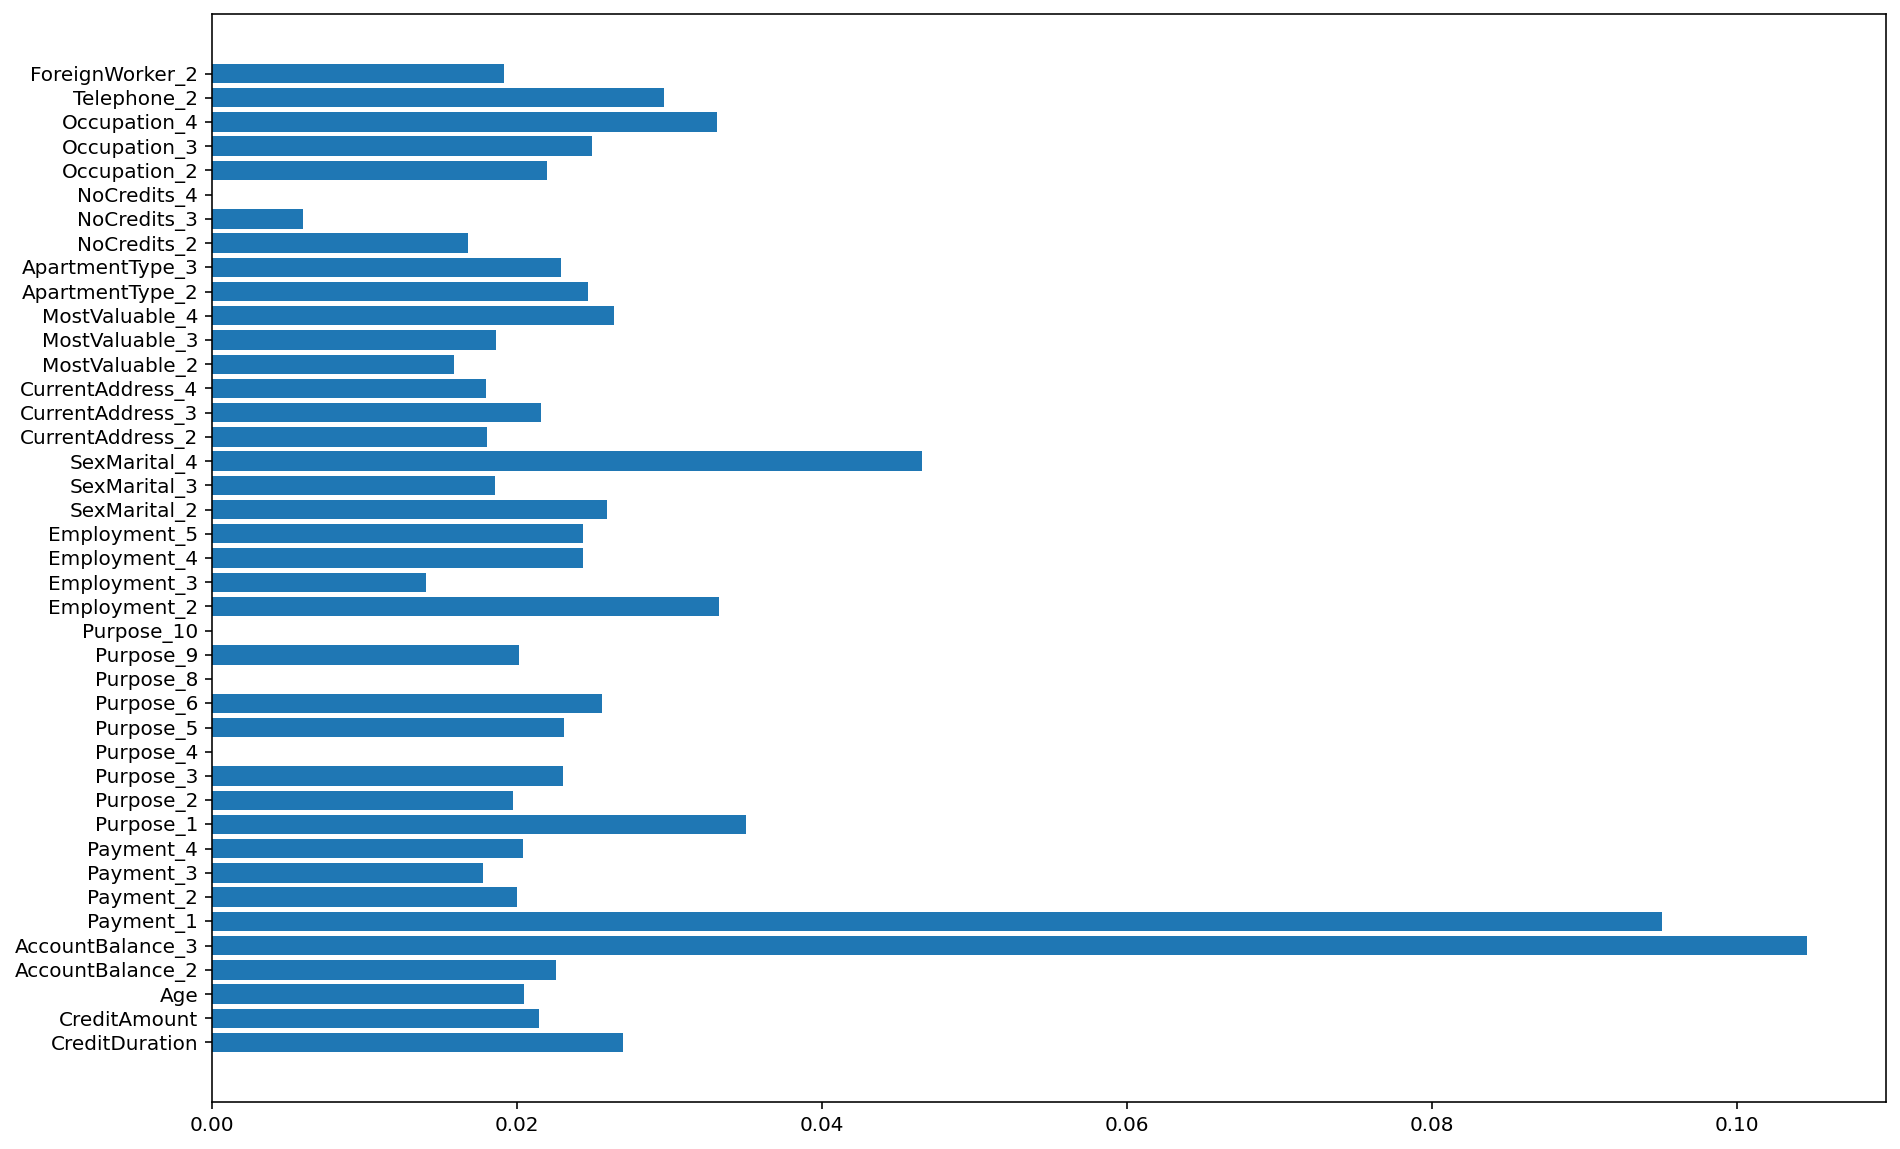 ForeignWorker_2
Telephone_2
Occupation_4
Occupation_3
Occupation_2
NoCredits_4
NoCredits_3
NoCredits_2
ApartmentType_3
ApartmentType_2
MostValuable_4
MostValuable_3
MostValuable_2
CurrentAddress_4
CurrentAddress_3
CurrentAddress_2
SexMarital_4
SexMarital_3
SexMarital_2
Employment_5
Employment_4
Employment_3
Employment_2
Purpose_10
Purpose_9
Purpose_8
Purpose_6
Purpose_5
Purpose_4
Purpose_3
Purpose_2
Purpose_1
Payment_4
Payment_3
Payment_2
Payment_1
AccountBalance_3
AccountBalance_2
Age
CreditAmount
CreditDuration
0.00 0.02 0.04 0.06 0.08 0.10